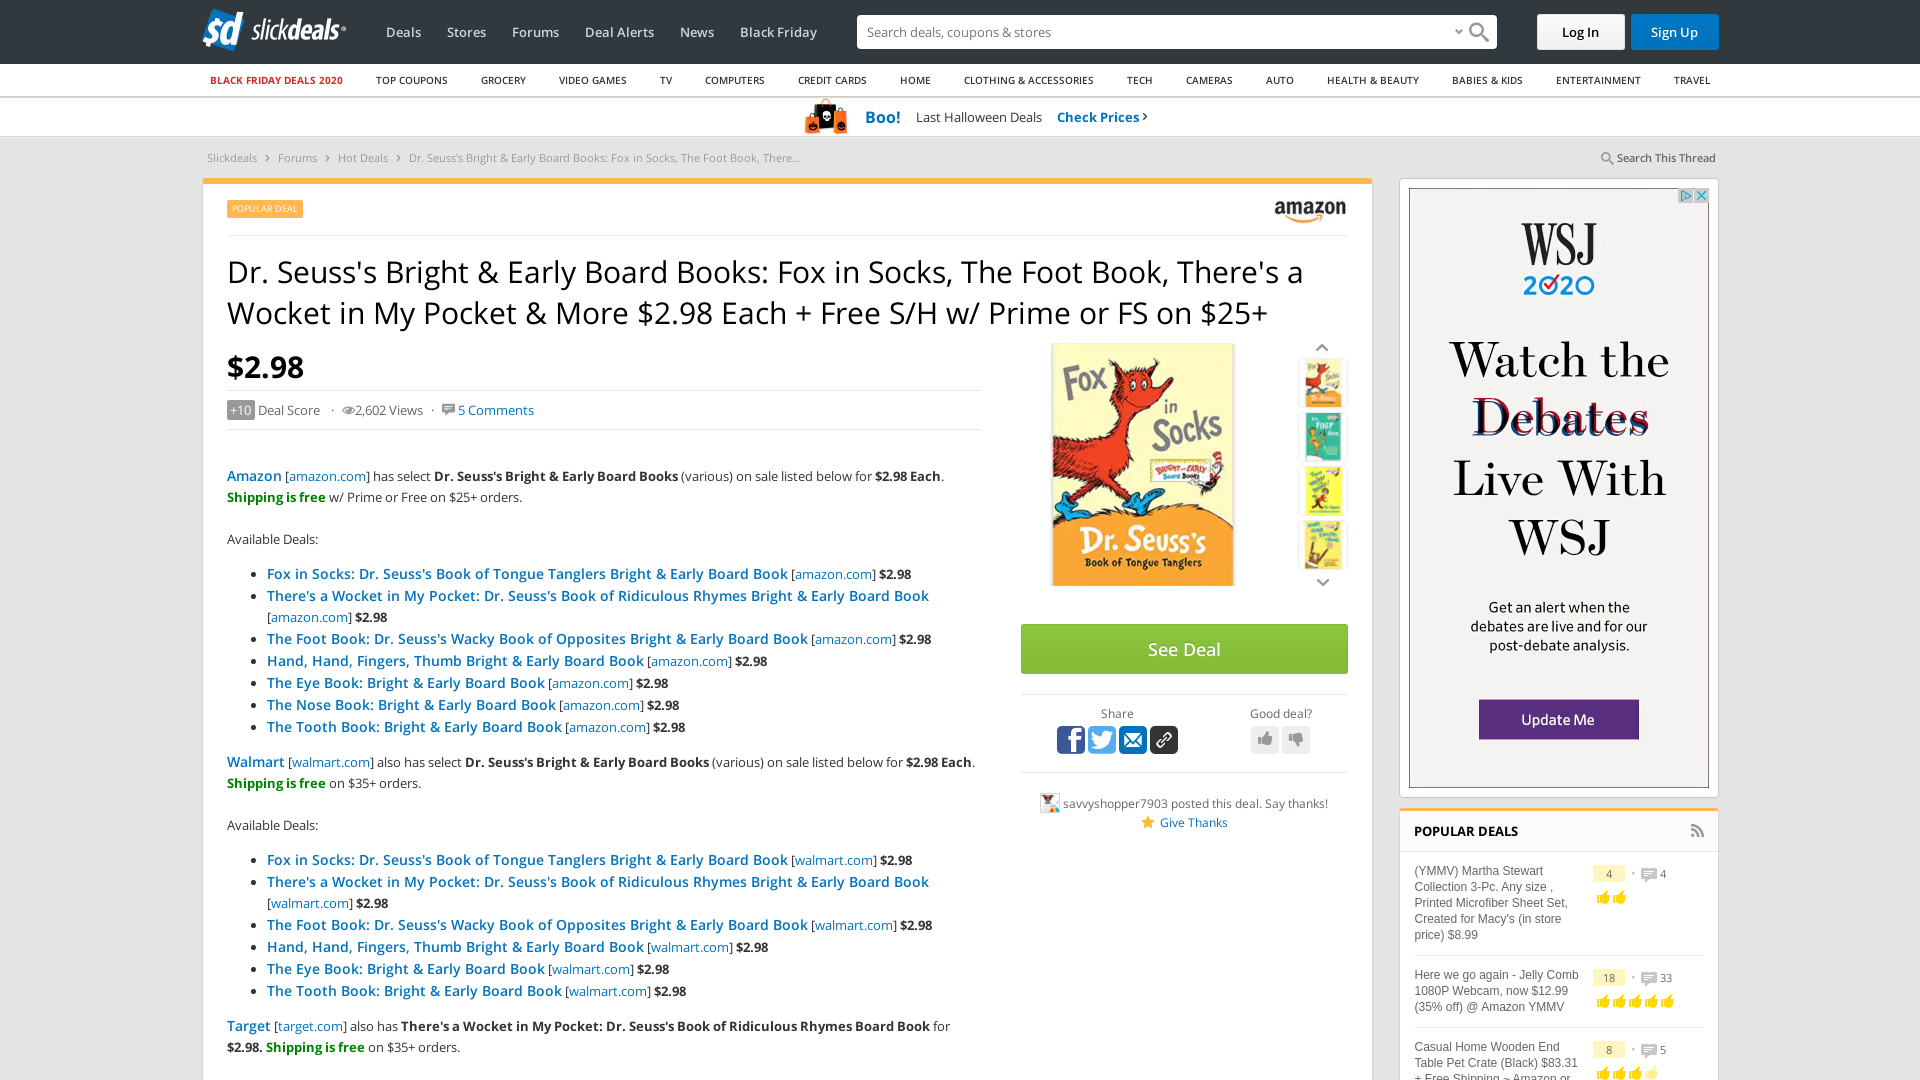 sd slickdeals
Deals Stores Forums Deal Alerts News Black Friday
Search deals, coupons & stores
Log In Sign Up
BLACK FRIDAY DEALS 2020 TOP COUPONS GROCERY VIDEO GAMES TV COMPUTERS CREDIT CARDS HOME CLOTHING & ACCESSORIES TECH CAMERAS AUTO HEALTH & BEAUTY BABIES & KIDS ENTERTAINMENT TRAVEL
Boo! Last Halloween Deals Check Prices ›
Slickdeals › Forums › Hot Deals › Dr. Seuss's Bright & Early Board Books: Fox in Socks, The Foot Book, There...
Search This Thread
POPULAR DEAL
amazon
Dr. Seuss's Bright & Early Board Books: Fox in Socks, The Foot Book, There's a
Wocket in My Pocket & More $2.98 Each + Free S/H w/ Prime or FS on $25+
$2.98
+10 Deal Score · 2,602 Views · 5 Comments
Amazon [amazon.com] has select Dr. Seuss's Bright & Early Board Books (various) on sale listed below for $2.98 Each.
Shipping is free w/ Prime or Free on $25+ orders.
Available Deals:
• Fox in Socks: Dr. Seuss's Book of Tongue Tanglers Bright & Early Board Book [amazon.com] $2.98
• There's a Wocket in My Pocket: Dr. Seuss's Book of Ridiculous Rhymes Bright & Early Board Book
[amazon.com] $2.98
• The Foot Book: Dr. Seuss's Wacky Book of Opposites Bright & Early Board Book [amazon.com] $2.98
• Hand, Hand, Fingers, Thumb Bright & Early Board Book [amazon.com] $2.98
• The Eye Book: Bright & Early Board Book [amazon.com] $2.98
• The Nose Book: Bright & Early Board Book [amazon.com] $2.98
• The Tooth Book: Bright & Early Board Book [amazon.com] $2.98
Walmart [walmart.com] also has select Dr. Seuss's Bright & Early Board Books (various) on sale listed below for $2.98 Each.
Shipping is free on $35+ orders.
Available Deals:
• Fox in Socks: Dr. Seuss's Book of Tongue Tanglers Bright & Early Board Book [walmart.com] $2.98
• There's a Wocket in My Pocket: Dr. Seuss's Book of Ridiculous Rhymes Bright & Early Board Book
[walmart.com] $2.98
• The Foot Book: Dr. Seuss's Wacky Book of Opposites Bright & Early Board Book [walmart.com] $2.98
• Hand, Hand, Fingers, Thumb Bright & Early Board Book [walmart.com] $2.98
• The Eye Book: Bright & Early Board Book [walmart.com] $2.98
• The Tooth Book: Bright & Early Board Book [walmart.com] $2.98
Target [target.com] also has There's a Wocket in My Pocket: Dr. Seuss's Book of Ridiculous Rhymes Board Book for
$2.98. Shipping is free on $35+ orders.
Fox
in
Socks
BRIGHT and EARLY
Board Books
Dr. Seuss's
Book of Tongue Tanglers
See Deal
Share
Good deal?
savvyshopper7903 posted this deal. Say thanks!
Give Thanks
WSJ
2020
Watch the
Debates
Live With
WSJ
Get an alert when the
debates are live and for our
post-debate analysis.
Update Me
POPULAR DEALS
(YMMV) Martha Stewart
Collection 3-Pc. Any size ,
Printed Microfiber Sheet Set,
Created for Macy's (in store
price) $8.99
4 · 4
Here we go again - Jelly Comb
1080P Webcam, now $12.99
(35% off) @ Amazon YMMV
18 · 33
Casual Home Wooden End
Table Pet Crate (Black) $83.31
+ Free Shipping ~ Amazon or
8 · 5